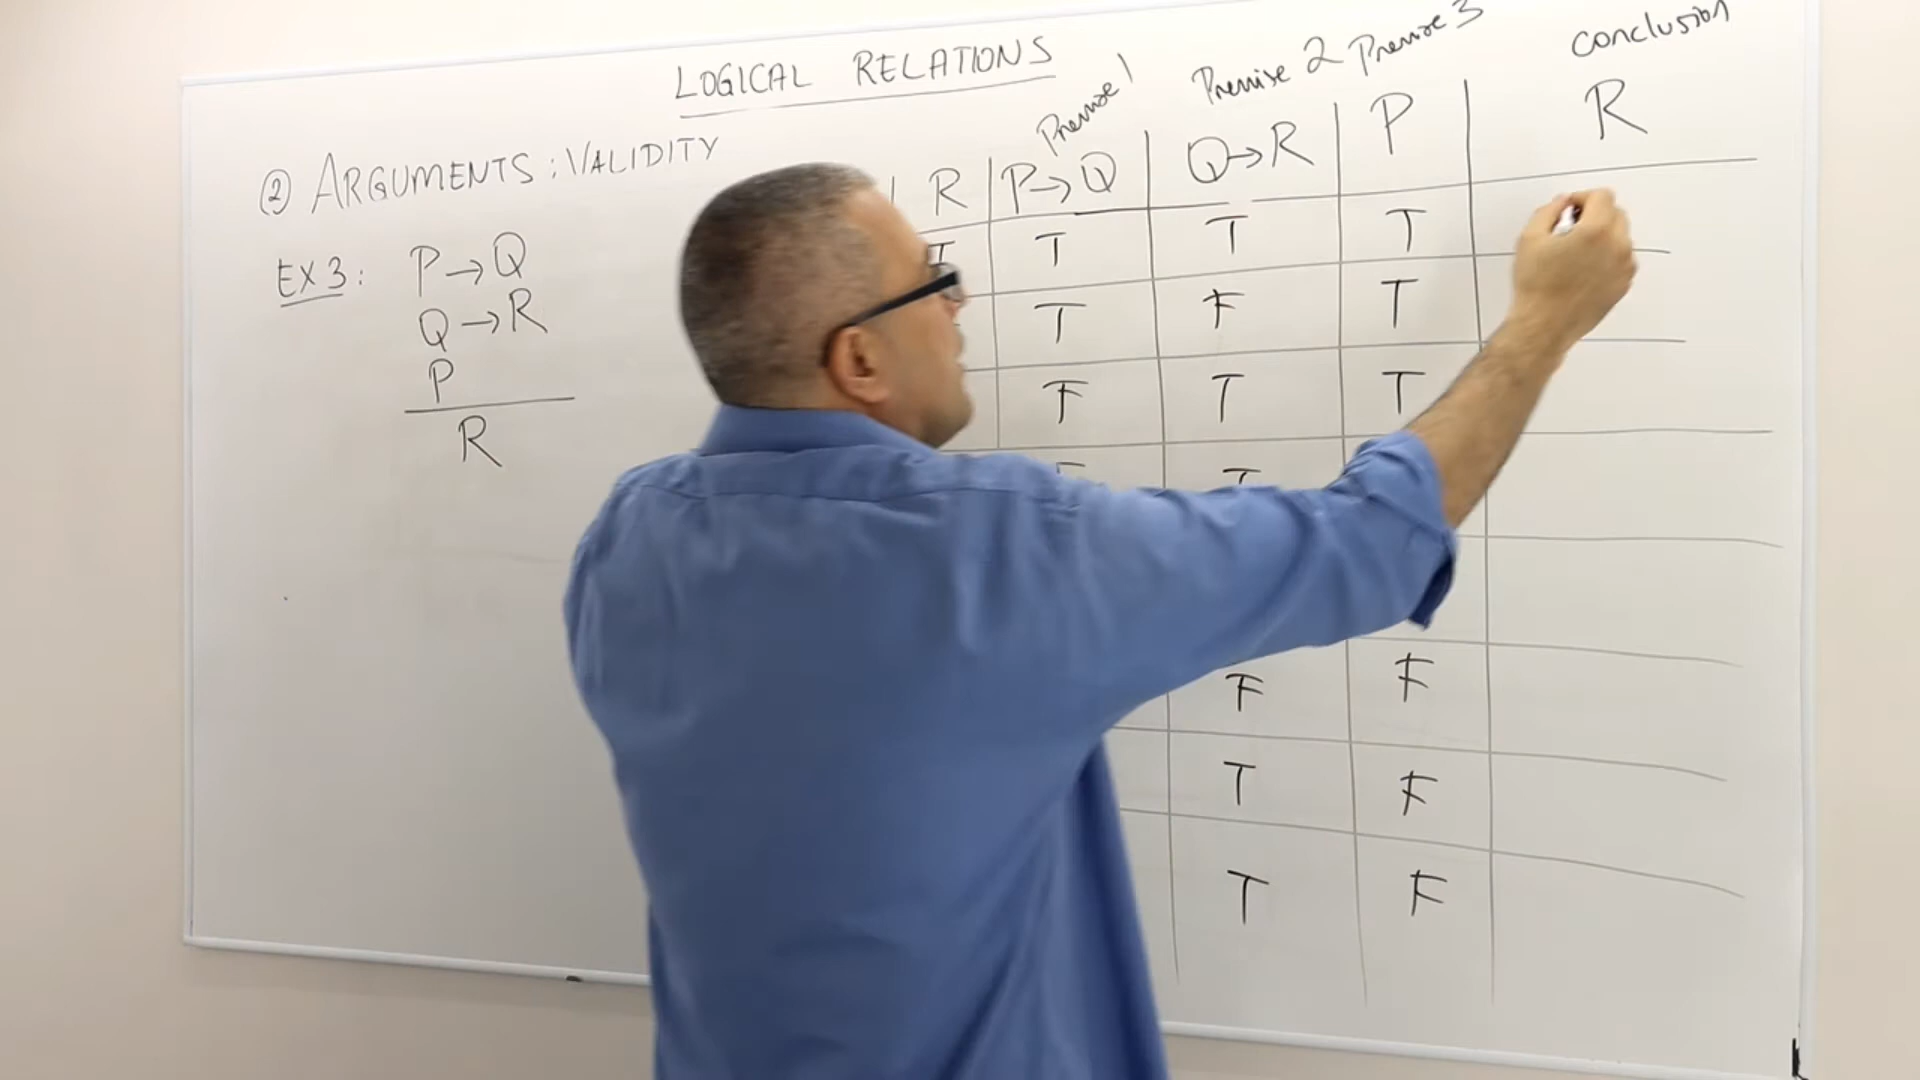 LOGICAL RELATIONS
② ARGUMENTS : VALIDITY
EX 3 : P → Q
Q → R
P
R
Premise 1 Premise 2 Premise 3 conclusion
R P → Q Q → R P R
T T T T
T F T
F T T
F T
F F
T F
T F